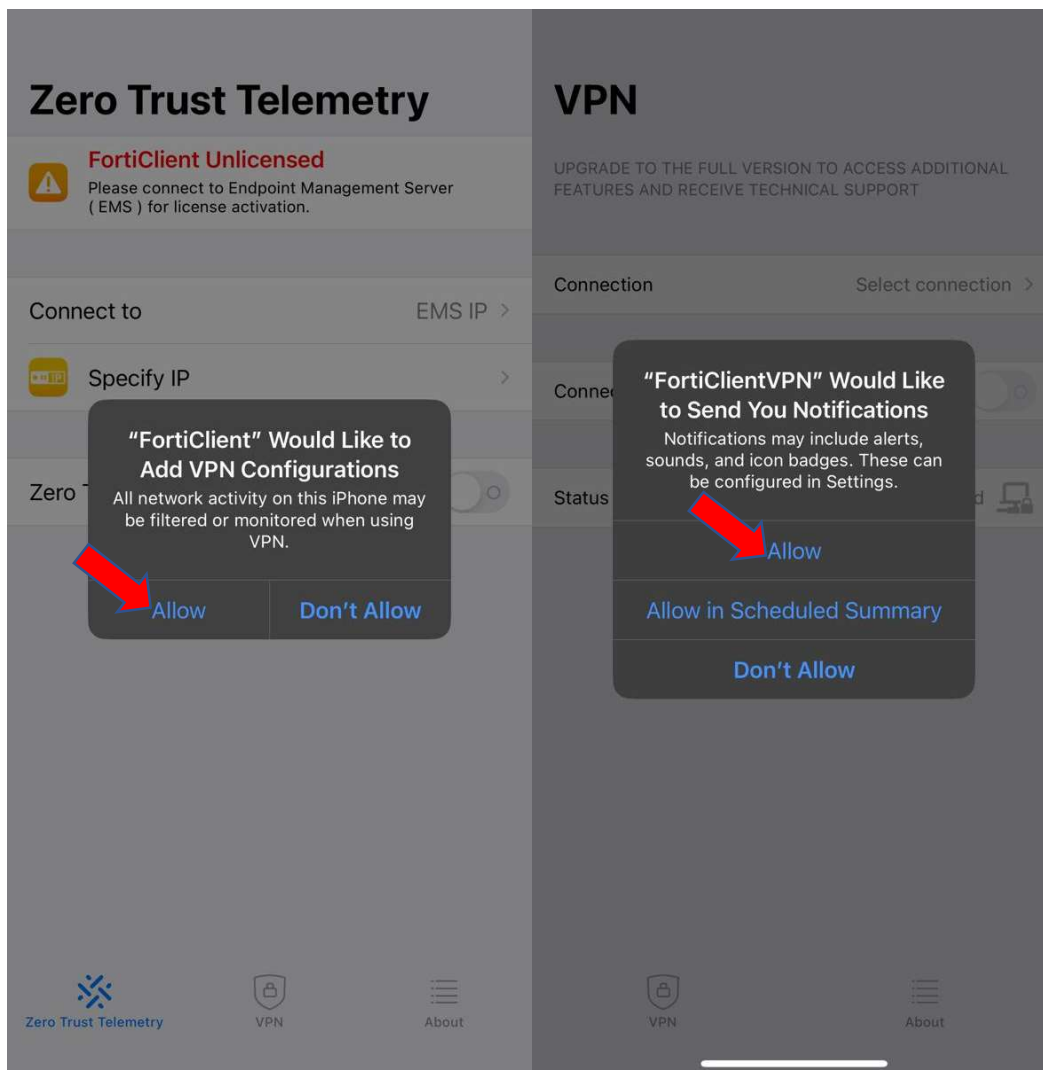 Zero Trust Telemetry
FortiClient Unlicensed
Please connect to Endpoint Management Server
( EMS ) for license activation.
Connect to
EMS IP
Specify IP
Zero
"FortiClient" Would Like to
Add VPN Configurations
All network activity on this iPhone may
be filtered or monitored when using
VPN.
Allow
Don't Allow
Zero Trust Telemetry
VPN
About
VPN
UPGRADE TO THE FULL VERSION TO ACCESS ADDITIONAL
FEATURES AND RECEIVE TECHNICAL SUPPORT
Connection
Select connection
"FortiClientVPN" Would Like
to Send You Notifications
Notifications may include alerts,
sounds, and icon badges. These can
be configured in Settings.
Status
Allow
Allow in Scheduled Summary
Don't Allow
VPN
About